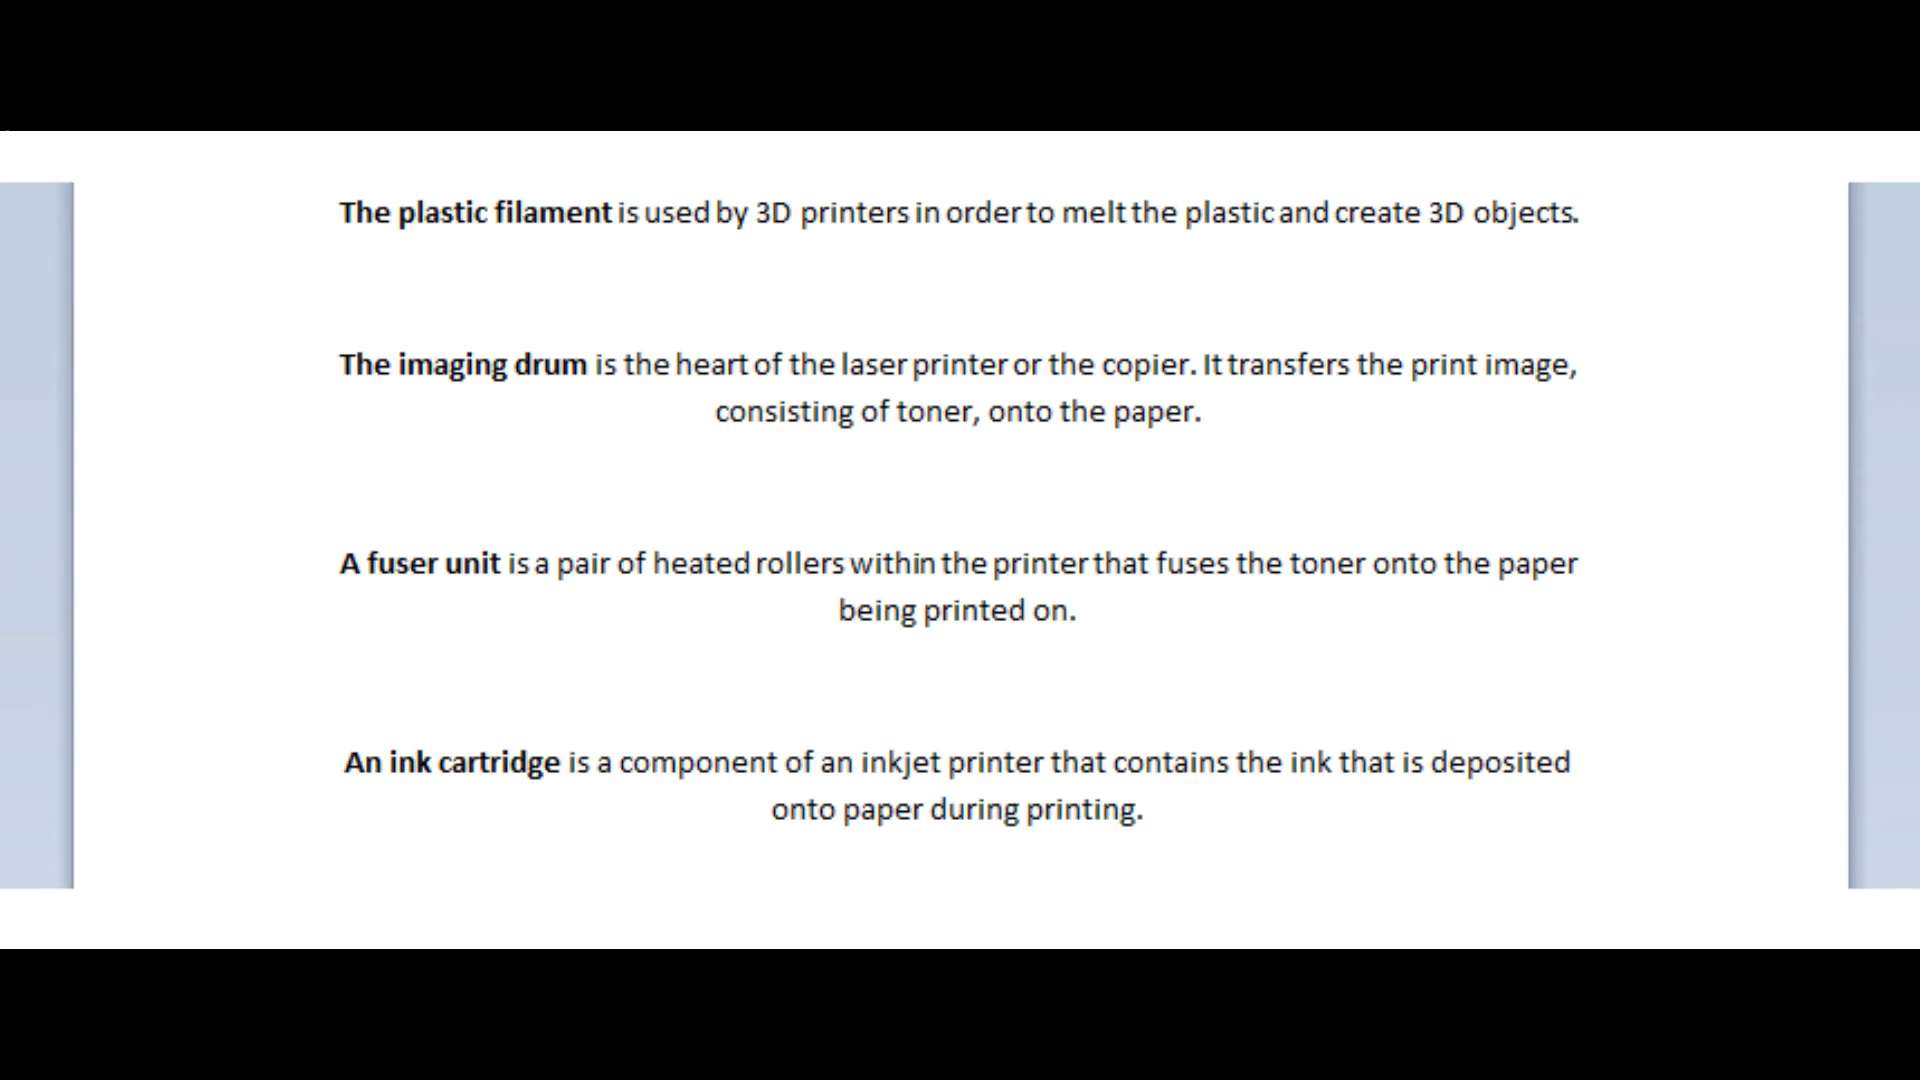 The plastic filament is used by 3D printers in order to melt the plastic and create 3D objects.
The imaging drum is the heart of the laser printer or the copier. It transfers the print image,
consisting of toner, onto the paper.
A fuser unit is a pair of heated rollers within the printer that fuses the toner onto the paper
being printed on.
An ink cartridge is a component of an inkjet printer that contains the ink that is deposited
onto paper during printing.